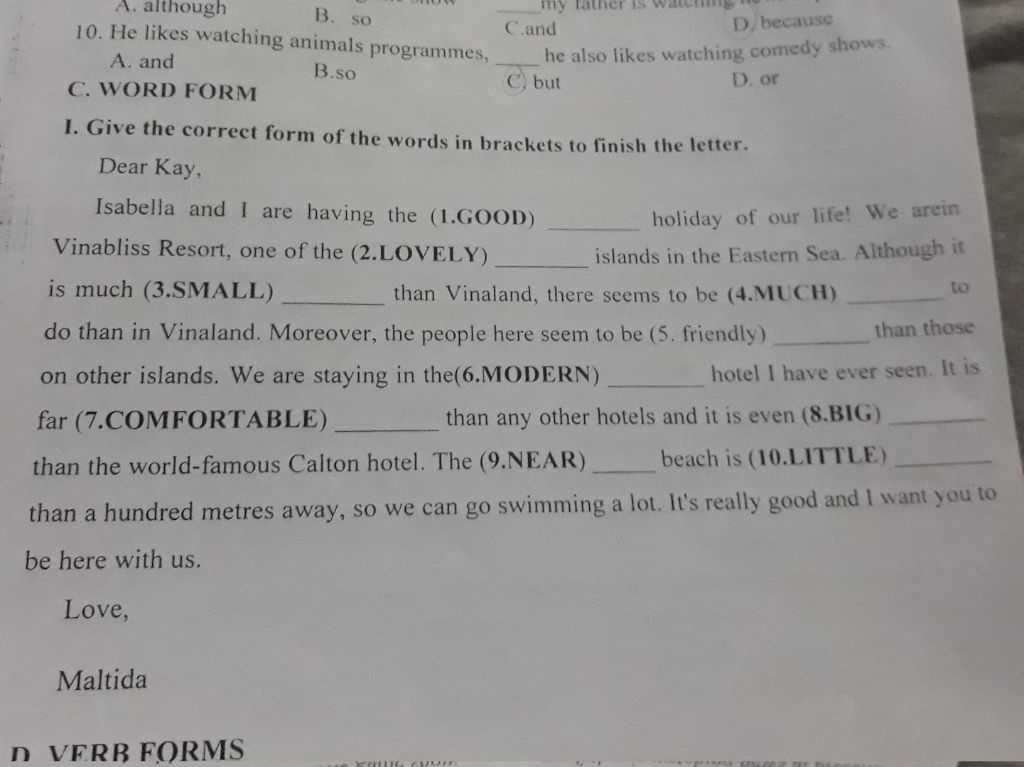 A. although B. so C.and D. because
my father is watching
10. He likes watching animals programmes, _____ he also likes watching comedy shows.
A. and B.so C. but D. or
C. WORD FORM
I. Give the correct form of the words in brackets to finish the letter.
Dear Kay,
Isabella and I are having the (1.GOOD) ________ holiday of our life! We arein
Vinabliss Resort, one of the (2.LOVELY) ________ islands in the Eastern Sea. Although it
is much (3.SMALL) ________ than Vinaland, there seems to be (4.MUCH) ________ to
do than in Vinaland. Moreover, the people here seem to be (5. friendly) ________ than those
on other islands. We are staying in the(6.MODERN) ________ hotel I have ever seen. It is
far (7.COMFORTABLE) ________ than any other hotels and it is even (8.BIG) ________
than the world-famous Calton hotel. The (9.NEAR) _____ beach is (10.LITTLE) ________
than a hundred metres away, so we can go swimming a lot. It's really good and I want you to
be here with us.
Love,
Maltida
D VERB FORMS